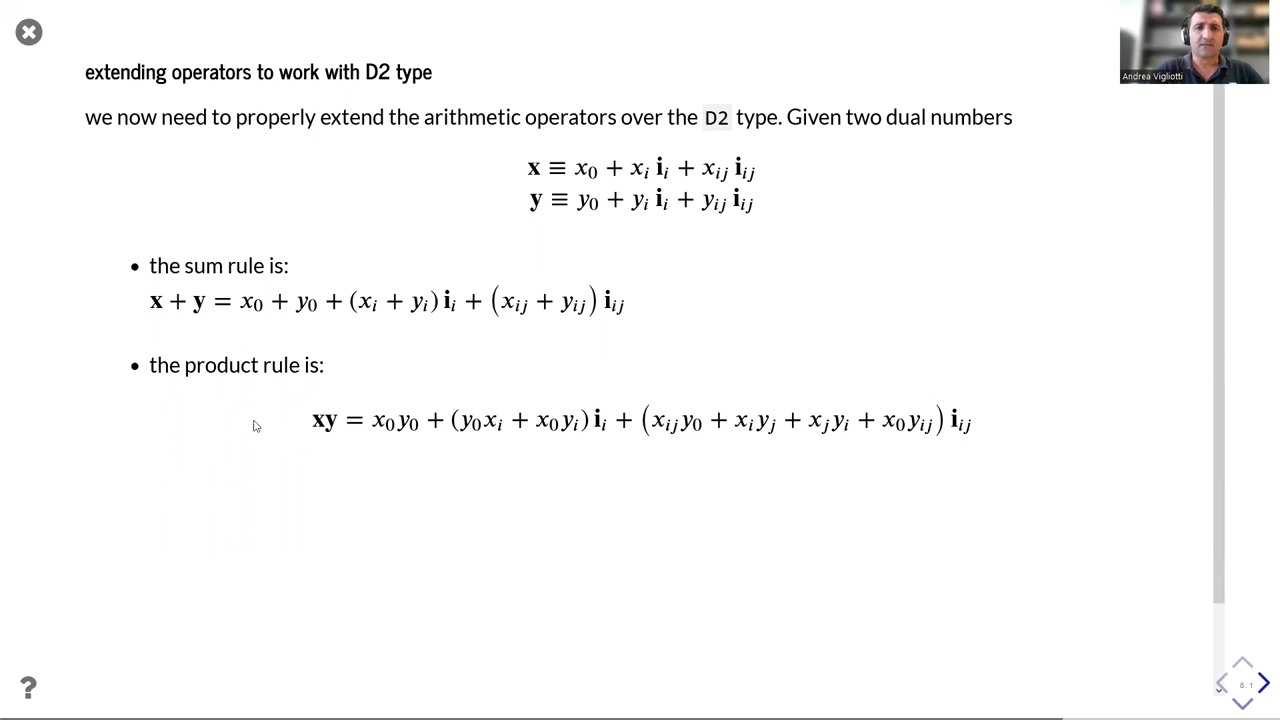 Andrea Vigliotti
extending operators to work with D2 type
we now need to properly extend the arithmetic operators over the D2 type. Given two dual numbers
𝐱 ≡ x₀ + xᵢ 𝐢ᵢ + xᵢⱼ 𝐢ᵢⱼ
𝐲 ≡ y₀ + yᵢ 𝐢ᵢ + yᵢⱼ 𝐢ᵢⱼ
• the sum rule is:
𝐱 + 𝐲 = x₀ + y₀ + (xᵢ + yᵢ) 𝐢ᵢ + (xᵢⱼ + yᵢⱼ) 𝐢ᵢⱼ
• the product rule is:
𝐱𝐲 = x₀y₀ + (y₀xᵢ + x₀yᵢ) 𝐢ᵢ + (xᵢⱼy₀ + xᵢyⱼ + xⱼyᵢ + x₀yᵢⱼ) 𝐢ᵢⱼ
?
8.1